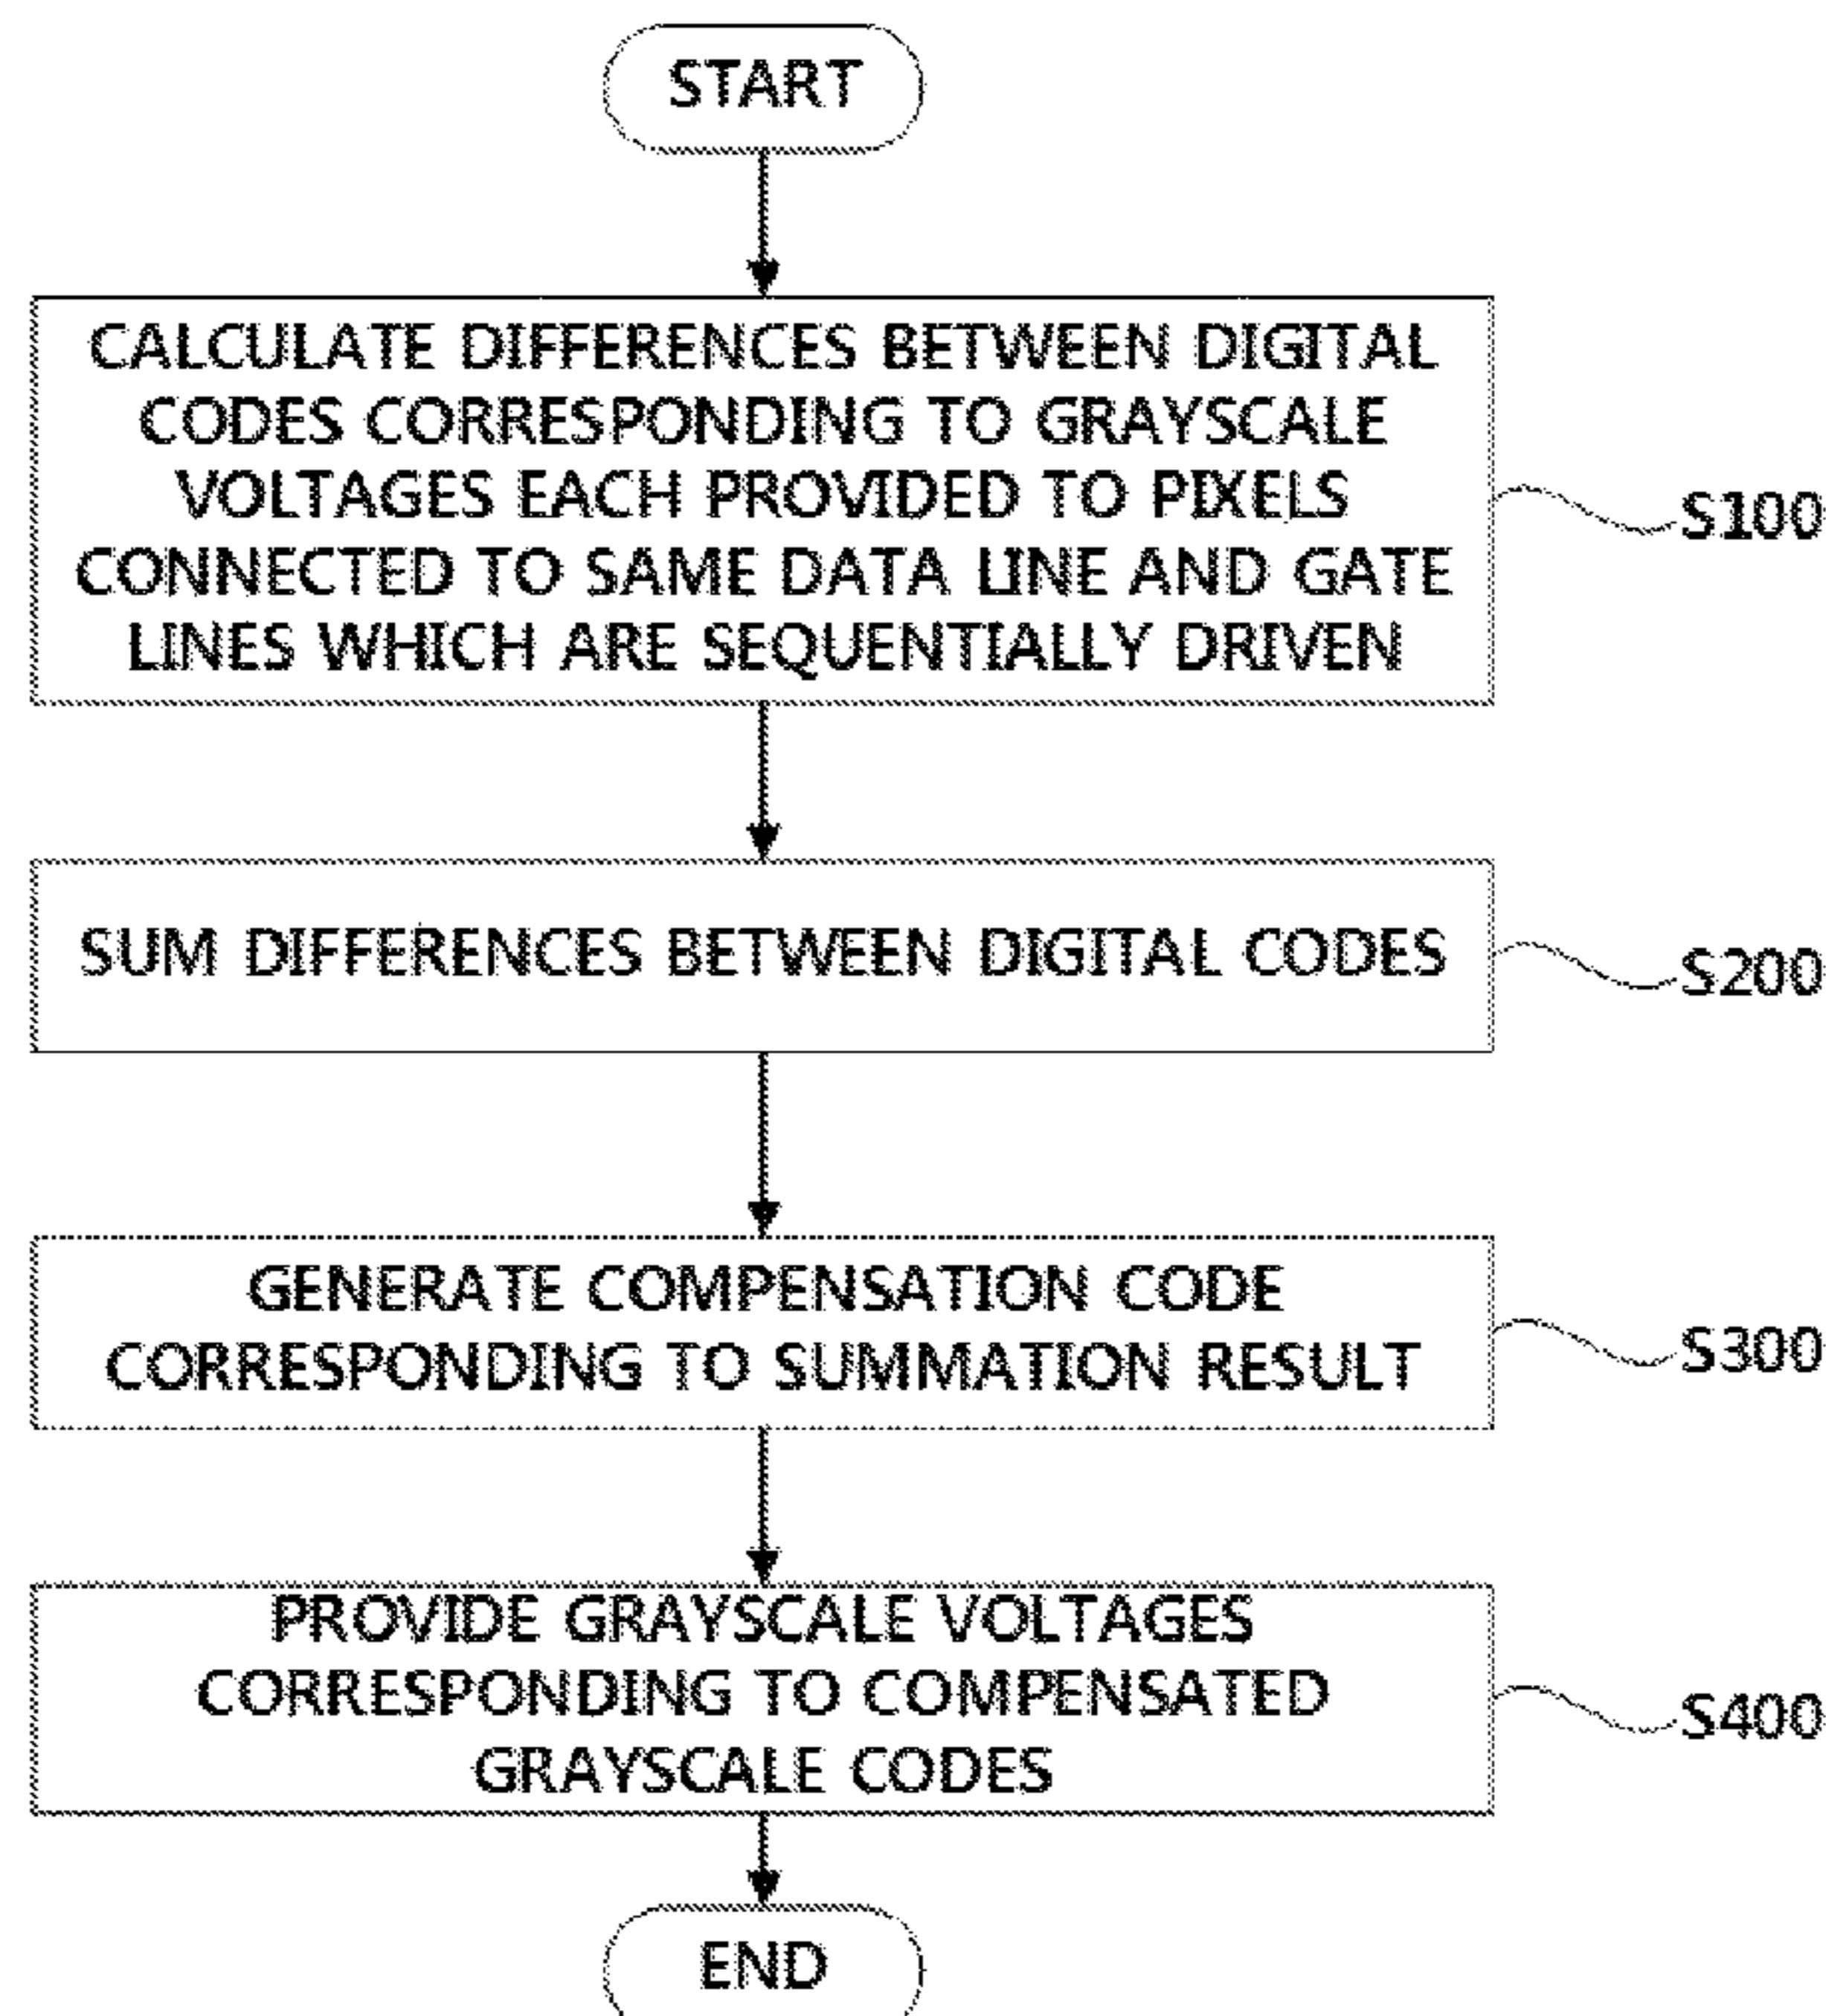 START
CALCULATE DIFFERENCES BETWEEN DIGITAL
CODES CORRESPONDING TO GRAYSCALE
VOLTAGES EACH PROVIDED TO PIXELS
CONNECTED TO SAME DATA LINE AND GATE
LINES WHICH ARE SEQUENTIALLY DRIVEN
S100
SUM DIFFERENCES BETWEEN DIGITAL CODES
S200
GENERATE COMPENSATION CODE
CORRESPONDING TO SUMMATION RESULT
S300
PROVIDE GRAYSCALE VOLTAGES
CORRESPONDING TO COMPENSATED
GRAYSCALE CODES
S400
END